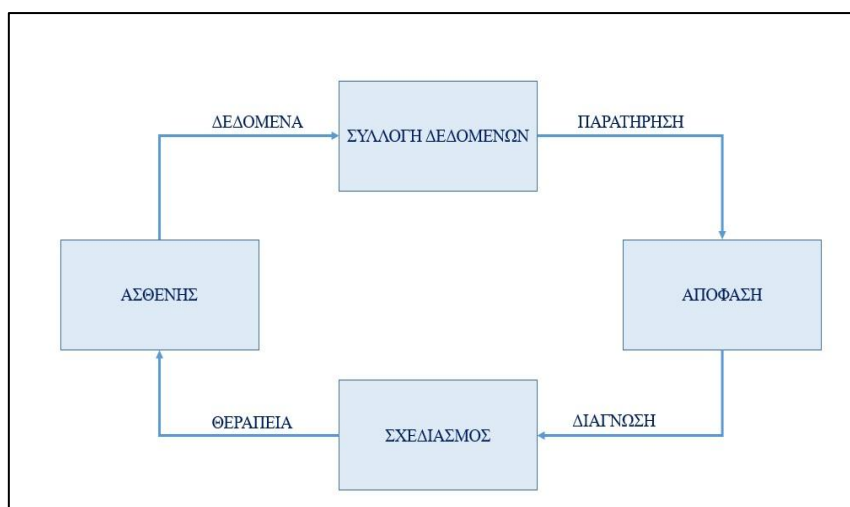 ΔΕΔΟΜΕΝΑ
ΣΥΛΛΟΓΗ ΔΕΔΟΜΕΝΩΝ
ΠΑΡΑΤΗΡΗΣΗ
ΑΣΘΕΝΗΣ
ΑΠΟΦΑΣΗ
ΘΕΡΑΠΕΙΑ
ΣΧΕΔΙΑΣΜΟΣ
ΔΙΑΓΝΩΣΗ